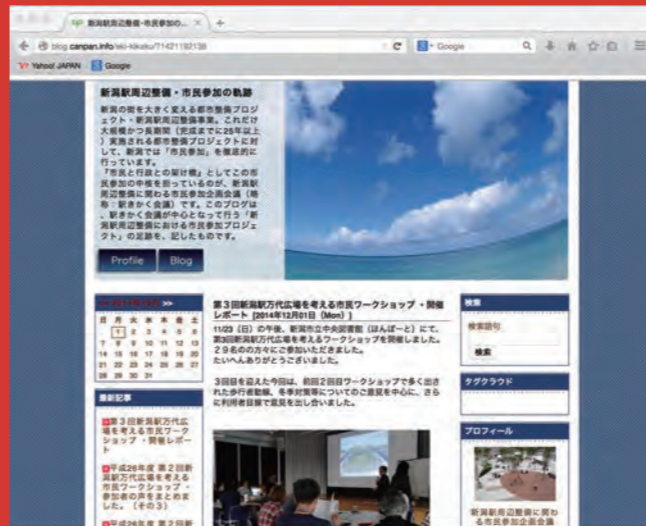 新潟駅周辺整備・市民参加の...
blog.canpan.info/eki-kikaku/?1421192138
Google
Yahoo! JAPAN
Google
新潟駅周辺整備・市民参加の軌跡
新潟の街を大きく変える都市整備プロジ
ェクト・新潟駅周辺整備事業。これだけ
大規模かつ長期間（完成までに25年以上
）実施される都市整備プロジェクトに対
して、新潟では「市民参加」を徹底的に
行っています。
「市民と行政との架け橋」としてこの市
民参加の中核を担っているのが、新潟駅
周辺整備に関わる市民参加企画会議（略
称：駅きかく会議）です。このブログは
、駅きかく会議が中心となって行う「新
潟駅周辺整備における市民参加プロジェ
クト」の足跡を、記したものです。
Profile
Blog
<< 2014年12月 >>
日 月 火 水 木 金 土
1 2 3 4 5 6
7 8 9 10 11 12 13
14 15 16 17 18 19 20
21 22 23 24 25 26 27
28 29 30 31
最新記事
第３回新潟駅万代広
場を考える市民ワーク
ショップ ・開催レポー
ト
平成26年度 第２回新
潟駅万代広場を考える
市民ワークショップ ・
参加者の声をまとめま
した。（その３）
平成26年度 第２回新
第３回新潟駅万代広場を考える市民ワークショップ ・開催
レポート [2014年12月01日 (Mon) ]
11/23（日）の午後、新潟市立中央図書館（ほんぽーと）にて、
第3回新潟駅万代広場を考えるワークショップを開催しました。
２９名の方々にご参加いただきました。
たいへんありがとうございました。
３回目を迎えた今回は、前回２回目ワークショップで多く出さ
れた歩行者動線、冬季対策等についてのご意見を中心に、さら
に利用者目線で意見を出し合いました。
検索
検索語句
検索
タグクラウド
プロフィール
新潟駅周辺整備に関わ
る市民参加企画会議